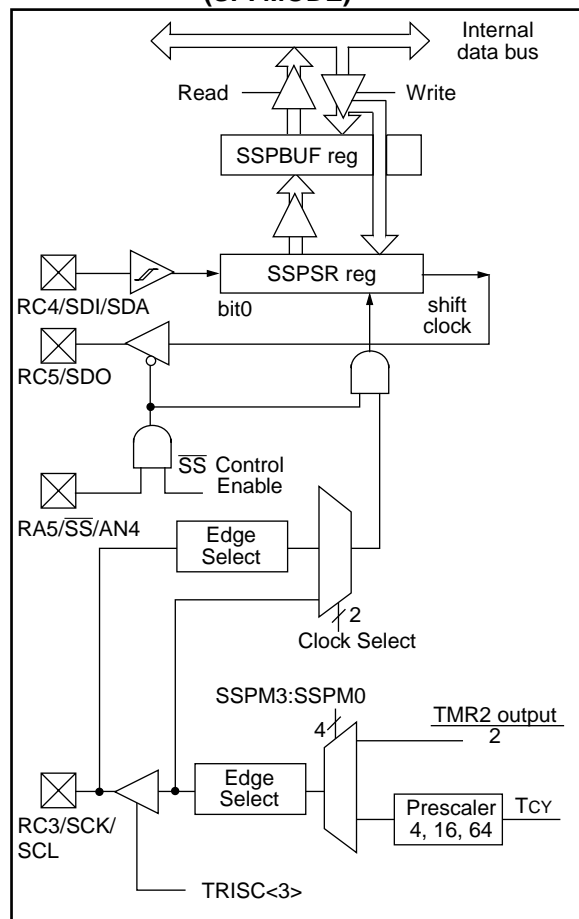 Internal
data bus
Read
Write
SSPBUF reg
SSPSR reg
RC4/SDI/SDA
bit0
shift
clock
RC5/SDO
SS Control
Enable
RA5/SS/AN4
Edge
Select
2
Clock Select
SSPM3:SSPM0
TMR2 output
4
2
Edge
Select
Prescaler
4, 16, 64
TCY
RC3/SCK/
SCL
TRISC<3>